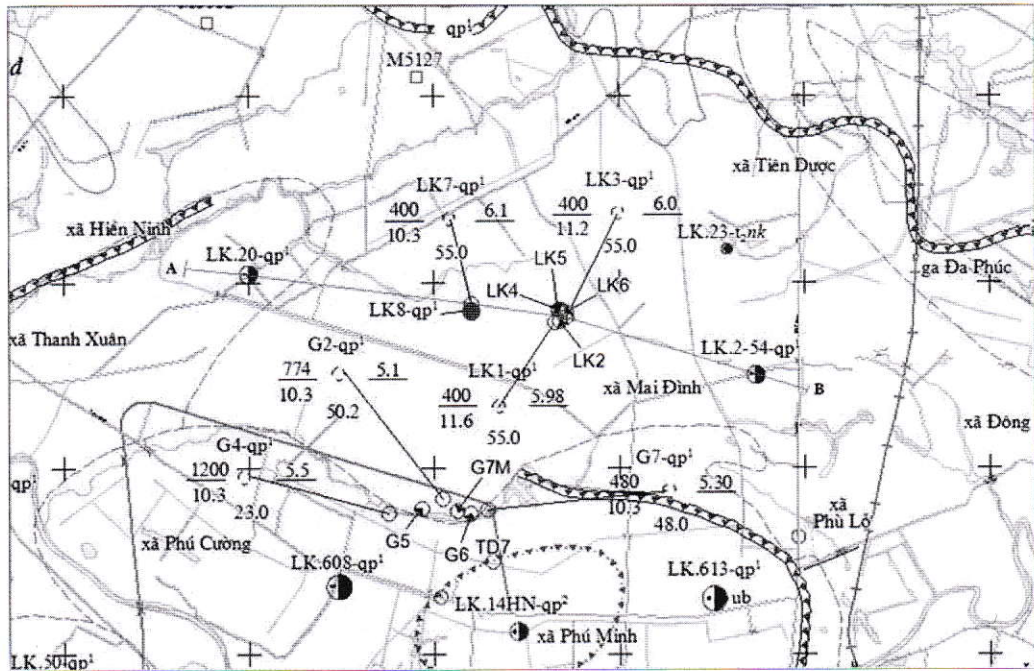 qp¹
M5127
d
xã Tiên Dược
LK7-qp¹
LK3-qp¹
400
10.3
6.1
400
11.2
6.0
xã Hiền Ninh
LK.23-t₂nk
LK.20-qp¹
55.0
55.0
A
LK5
ga Đa Phúc
LK4
LK6
LK8-qp¹
xã Thanh Xuân
LK2
G2-qp¹
LK.2-54-qp¹
774
10.3
5.1
LK1-qp¹
xã Mai Đình
B
400
11.6
5.98
50.2
xã Đông
55.0
G4-qp¹
G7M
G7-qp¹
1200
10.3
5.5
qp¹
480
10.3
5.30
23.0
48.0
xã
Phù Lỗ
G5
G6
xã Phú Cường
TD7
LK.608-qp¹
LK.613-qp¹
LK.14HN-qp²
ub
xã Phú Minh
LK.504-qp¹